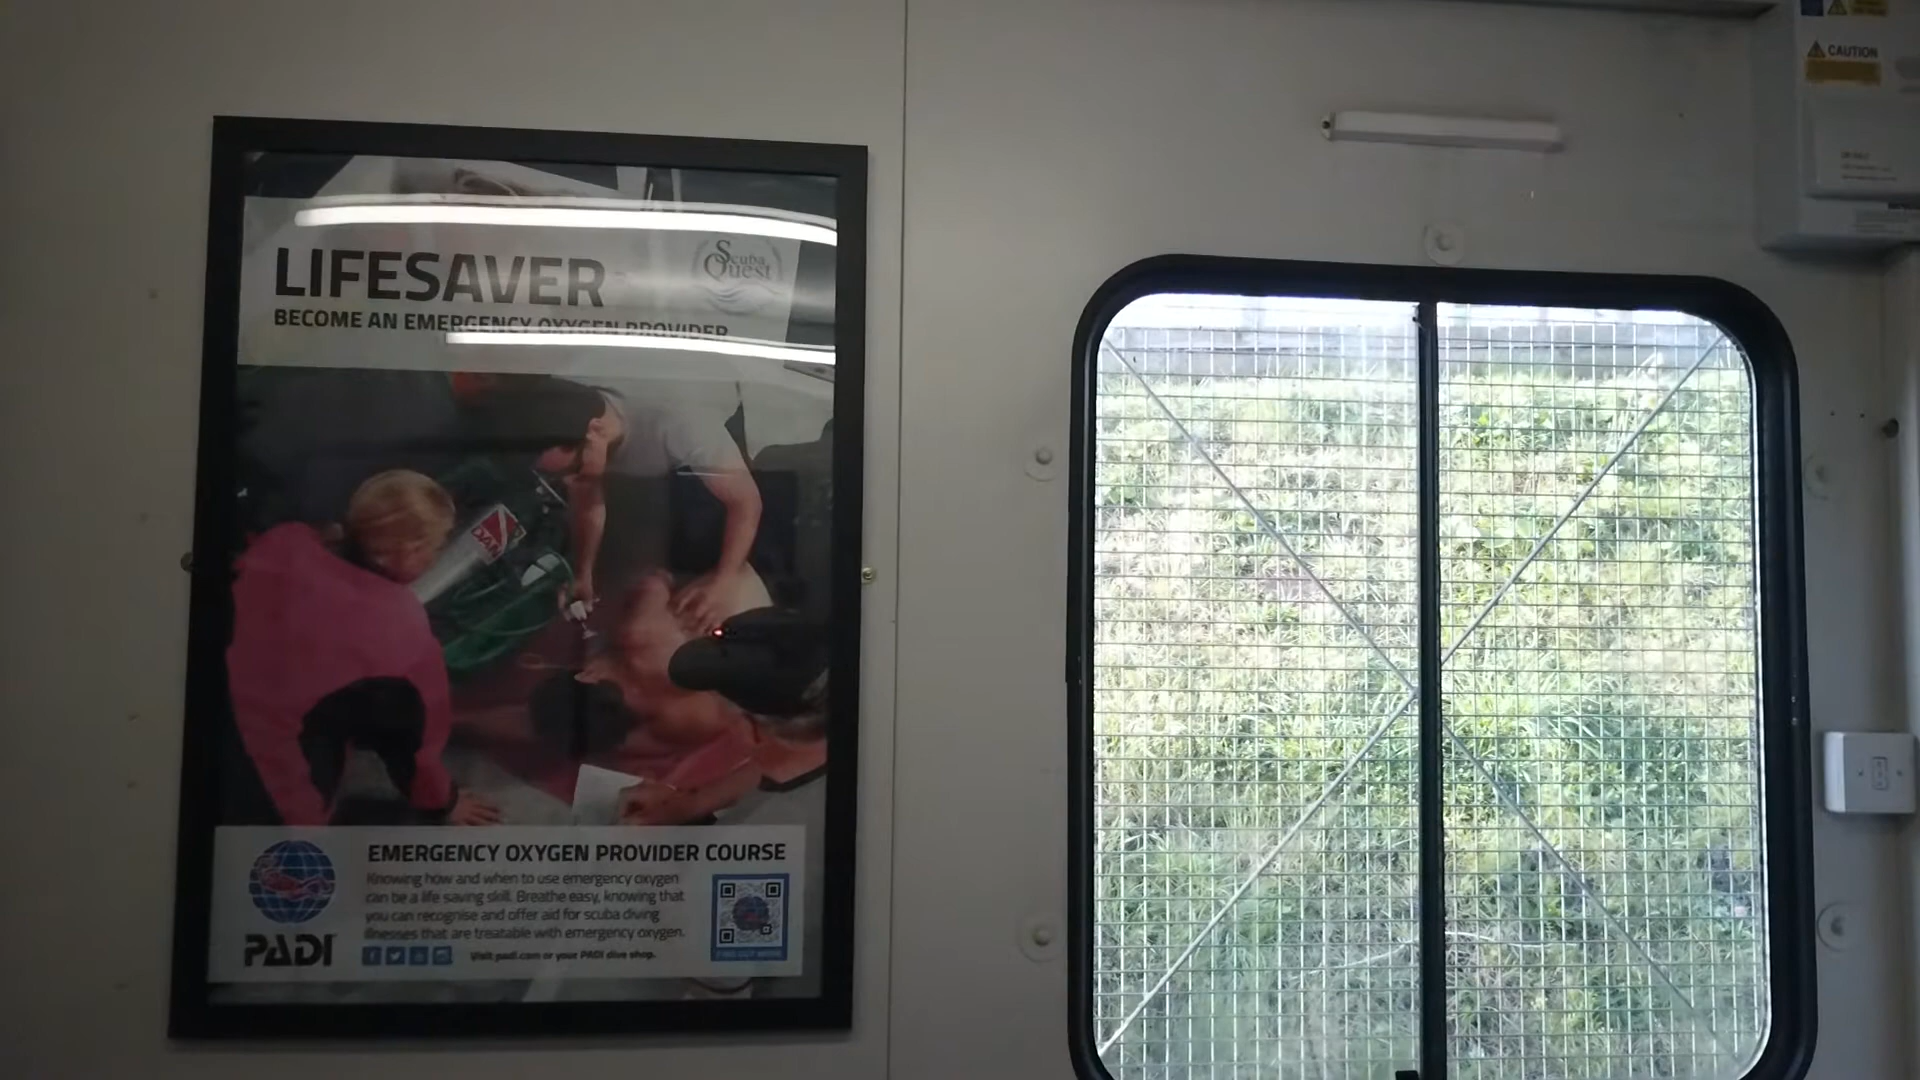 LIFESAVER
Scuba Quest
BECOME AN EMERGENCY OXYGEN PROVIDER
DAN
EMERGENCY OXYGEN PROVIDER COURSE
Knowing how and when to use emergency oxygen
can be a life saving skill. Breathe easy, knowing that
you can recognise and offer aid for scuba diving
illnesses that are treatable with emergency oxygen.
PADI
Visit padi.com or your PADI dive shop.
CAUTION